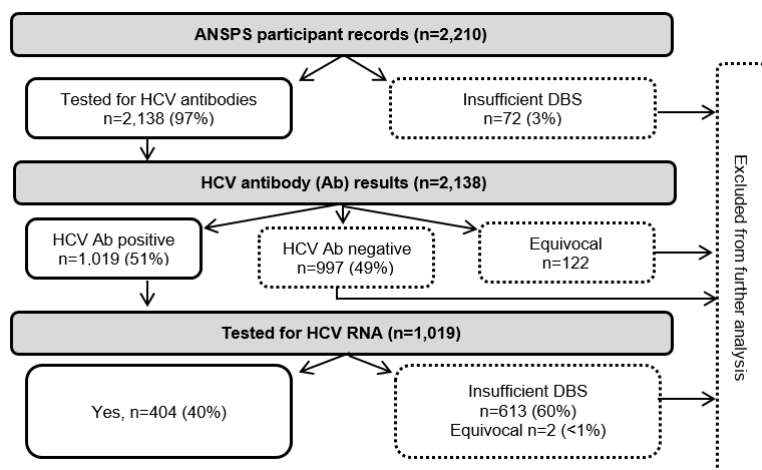 ANSPS participant records (n=2,210)
Tested for HCV antibodies
n=2,138 (97%)
Insufficient DBS
n=72 (3%)
HCV antibody (Ab) results (n=2,138)
HCV Ab positive
n=1,019 (51%)
HCV Ab negative
n=997 (49%)
Equivocal
n=122
Tested for HCV RNA (n=1,019)
Yes, n=404 (40%)
Insufficient DBS
n=613 (60%)
Equivocal n=2 (<1%)
Excluded from further analysis